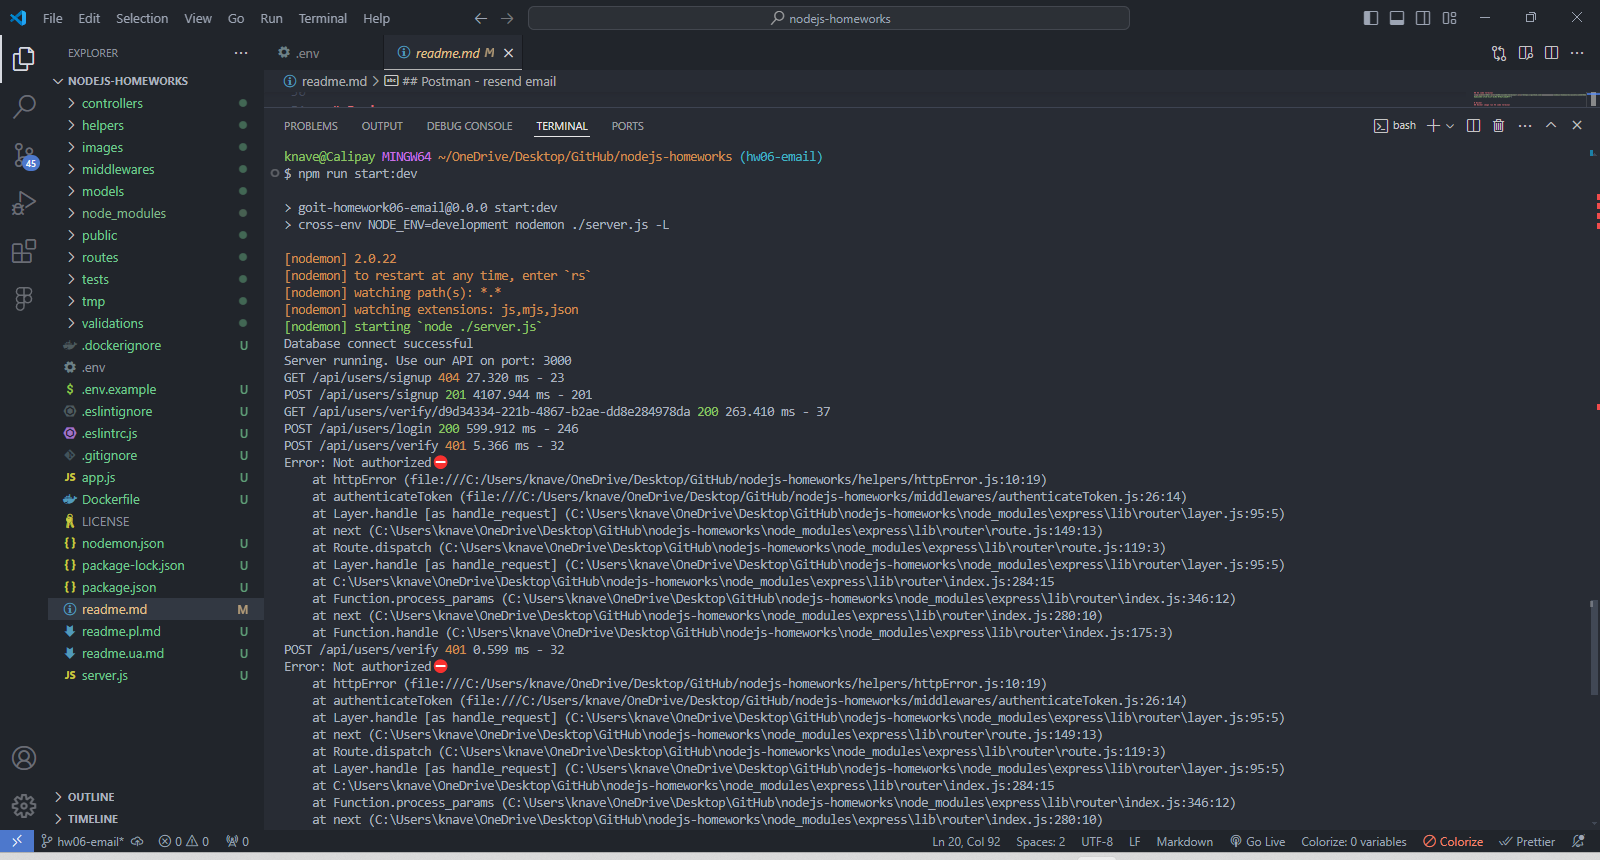 File Edit Selection View Go Run Terminal Help
nodejs-homeworks
EXPLORER
NODEJS-HOMEWORKS
controllers
helpers
images
middlewares
models
node_modules
public
routes
tests
tmp
validations
.dockerignore U
.env
.env.example U
.eslintignore U
.eslintrc.js U
.gitignore U
JS app.js U
Dockerfile U
LICENSE
{} nodemon.json U
{} package-lock.json U
{} package.json U
readme.md M
readme.pl.md U
readme.ua.md U
JS server.js U
OUTLINE
TIMELINE
45
.env
readme.md M
readme.md > ## Postman - resend email
PROBLEMS OUTPUT DEBUG CONSOLE TERMINAL PORTS
bash
knave@Calipay MINGW64 ~/OneDrive/Desktop/GitHub/nodejs-homeworks (hw06-email)
$ npm run start:dev
> goit-homework06-email@0.0.0 start:dev
> cross-env NODE_ENV=development nodemon ./server.js -L
[nodemon] 2.0.22
[nodemon] to restart at any time, enter `rs`
[nodemon] watching path(s): *.*
[nodemon] watching extensions: js,mjs,json
[nodemon] starting `node ./server.js`
Database connect successful
Server running. Use our API on port: 3000
GET /api/users/signup 404 27.320 ms - 23
POST /api/users/signup 201 4107.944 ms - 201
GET /api/users/verify/d9d34334-221b-4867-b2ae-dd8e284978da 200 263.410 ms - 37
POST /api/users/login 200 599.912 ms - 246
POST /api/users/verify 401 5.366 ms - 32
Error: Not authorized⛔
at httpError (file:///C:/Users/knave/OneDrive/Desktop/GitHub/nodejs-homeworks/helpers/httpError.js:10:19)
at authenticateToken (file:///C:/Users/knave/OneDrive/Desktop/GitHub/nodejs-homeworks/middlewares/authenticateToken.js:26:14)
at Layer.handle [as handle_request] (C:\Users\knave\OneDrive\Desktop\GitHub\nodejs-homeworks\node_modules\express\lib\router\layer.js:95:5)
at next (C:\Users\knave\OneDrive\Desktop\GitHub\nodejs-homeworks\node_modules\express\lib\router\route.js:149:13)
at Route.dispatch (C:\Users\knave\OneDrive\Desktop\GitHub\nodejs-homeworks\node_modules\express\lib\router\route.js:119:3)
at Layer.handle [as handle_request] (C:\Users\knave\OneDrive\Desktop\GitHub\nodejs-homeworks\node_modules\express\lib\router\layer.js:95:5)
at C:\Users\knave\OneDrive\Desktop\GitHub\nodejs-homeworks\node_modules\express\lib\router\index.js:284:15
at Function.process_params (C:\Users\knave\OneDrive\Desktop\GitHub\nodejs-homeworks\node_modules\express\lib\router\index.js:346:12)
at next (C:\Users\knave\OneDrive\Desktop\GitHub\nodejs-homeworks\node_modules\express\lib\router\index.js:280:10)
at Function.handle (C:\Users\knave\OneDrive\Desktop\GitHub\nodejs-homeworks\node_modules\express\lib\router\index.js:175:3)
POST /api/users/verify 401 0.599 ms - 32
Error: Not authorized⛔
at httpError (file:///C:/Users/knave/OneDrive/Desktop/GitHub/nodejs-homeworks/helpers/httpError.js:10:19)
at authenticateToken (file:///C:/Users/knave/OneDrive/Desktop/GitHub/nodejs-homeworks/middlewares/authenticateToken.js:26:14)
at Layer.handle [as handle_request] (C:\Users\knave\OneDrive\Desktop\GitHub\nodejs-homeworks\node_modules\express\lib\router\layer.js:95:5)
at next (C:\Users\knave\OneDrive\Desktop\GitHub\nodejs-homeworks\node_modules\express\lib\router\route.js:149:13)
at Route.dispatch (C:\Users\knave\OneDrive\Desktop\GitHub\nodejs-homeworks\node_modules\express\lib\router\route.js:119:3)
at Layer.handle [as handle_request] (C:\Users\knave\OneDrive\Desktop\GitHub\nodejs-homeworks\node_modules\express\lib\router\layer.js:95:5)
at C:\Users\knave\OneDrive\Desktop\GitHub\nodejs-homeworks\node_modules\express\lib\router\index.js:284:15
at Function.process_params (C:\Users\knave\OneDrive\Desktop\GitHub\nodejs-homeworks\node_modules\express\lib\router\index.js:346:12)
at next (C:\Users\knave\OneDrive\Desktop\GitHub\nodejs-homeworks\node_modules\express\lib\router\index.js:280:10)
hw06-email* 0 0 0 Ln 20, Col 92 Spaces: 2 UTF-8 LF Markdown Go Live Colorize: 0 variables Colorize Prettier